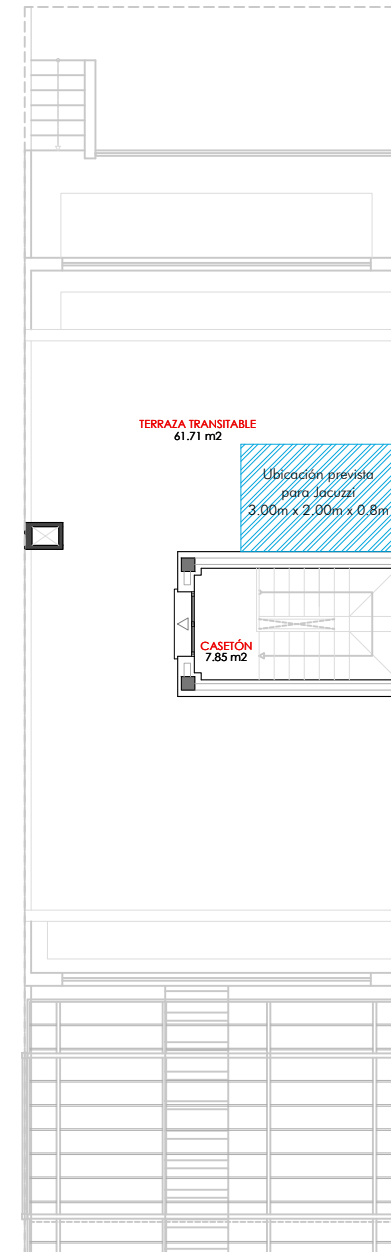 TERRAZA TRANSITABLE
61.71 m2
Ubicación prevista
para Jacuzzi
3.00m x 2.00m x 0.8m
CASETÓN
7.85 m2